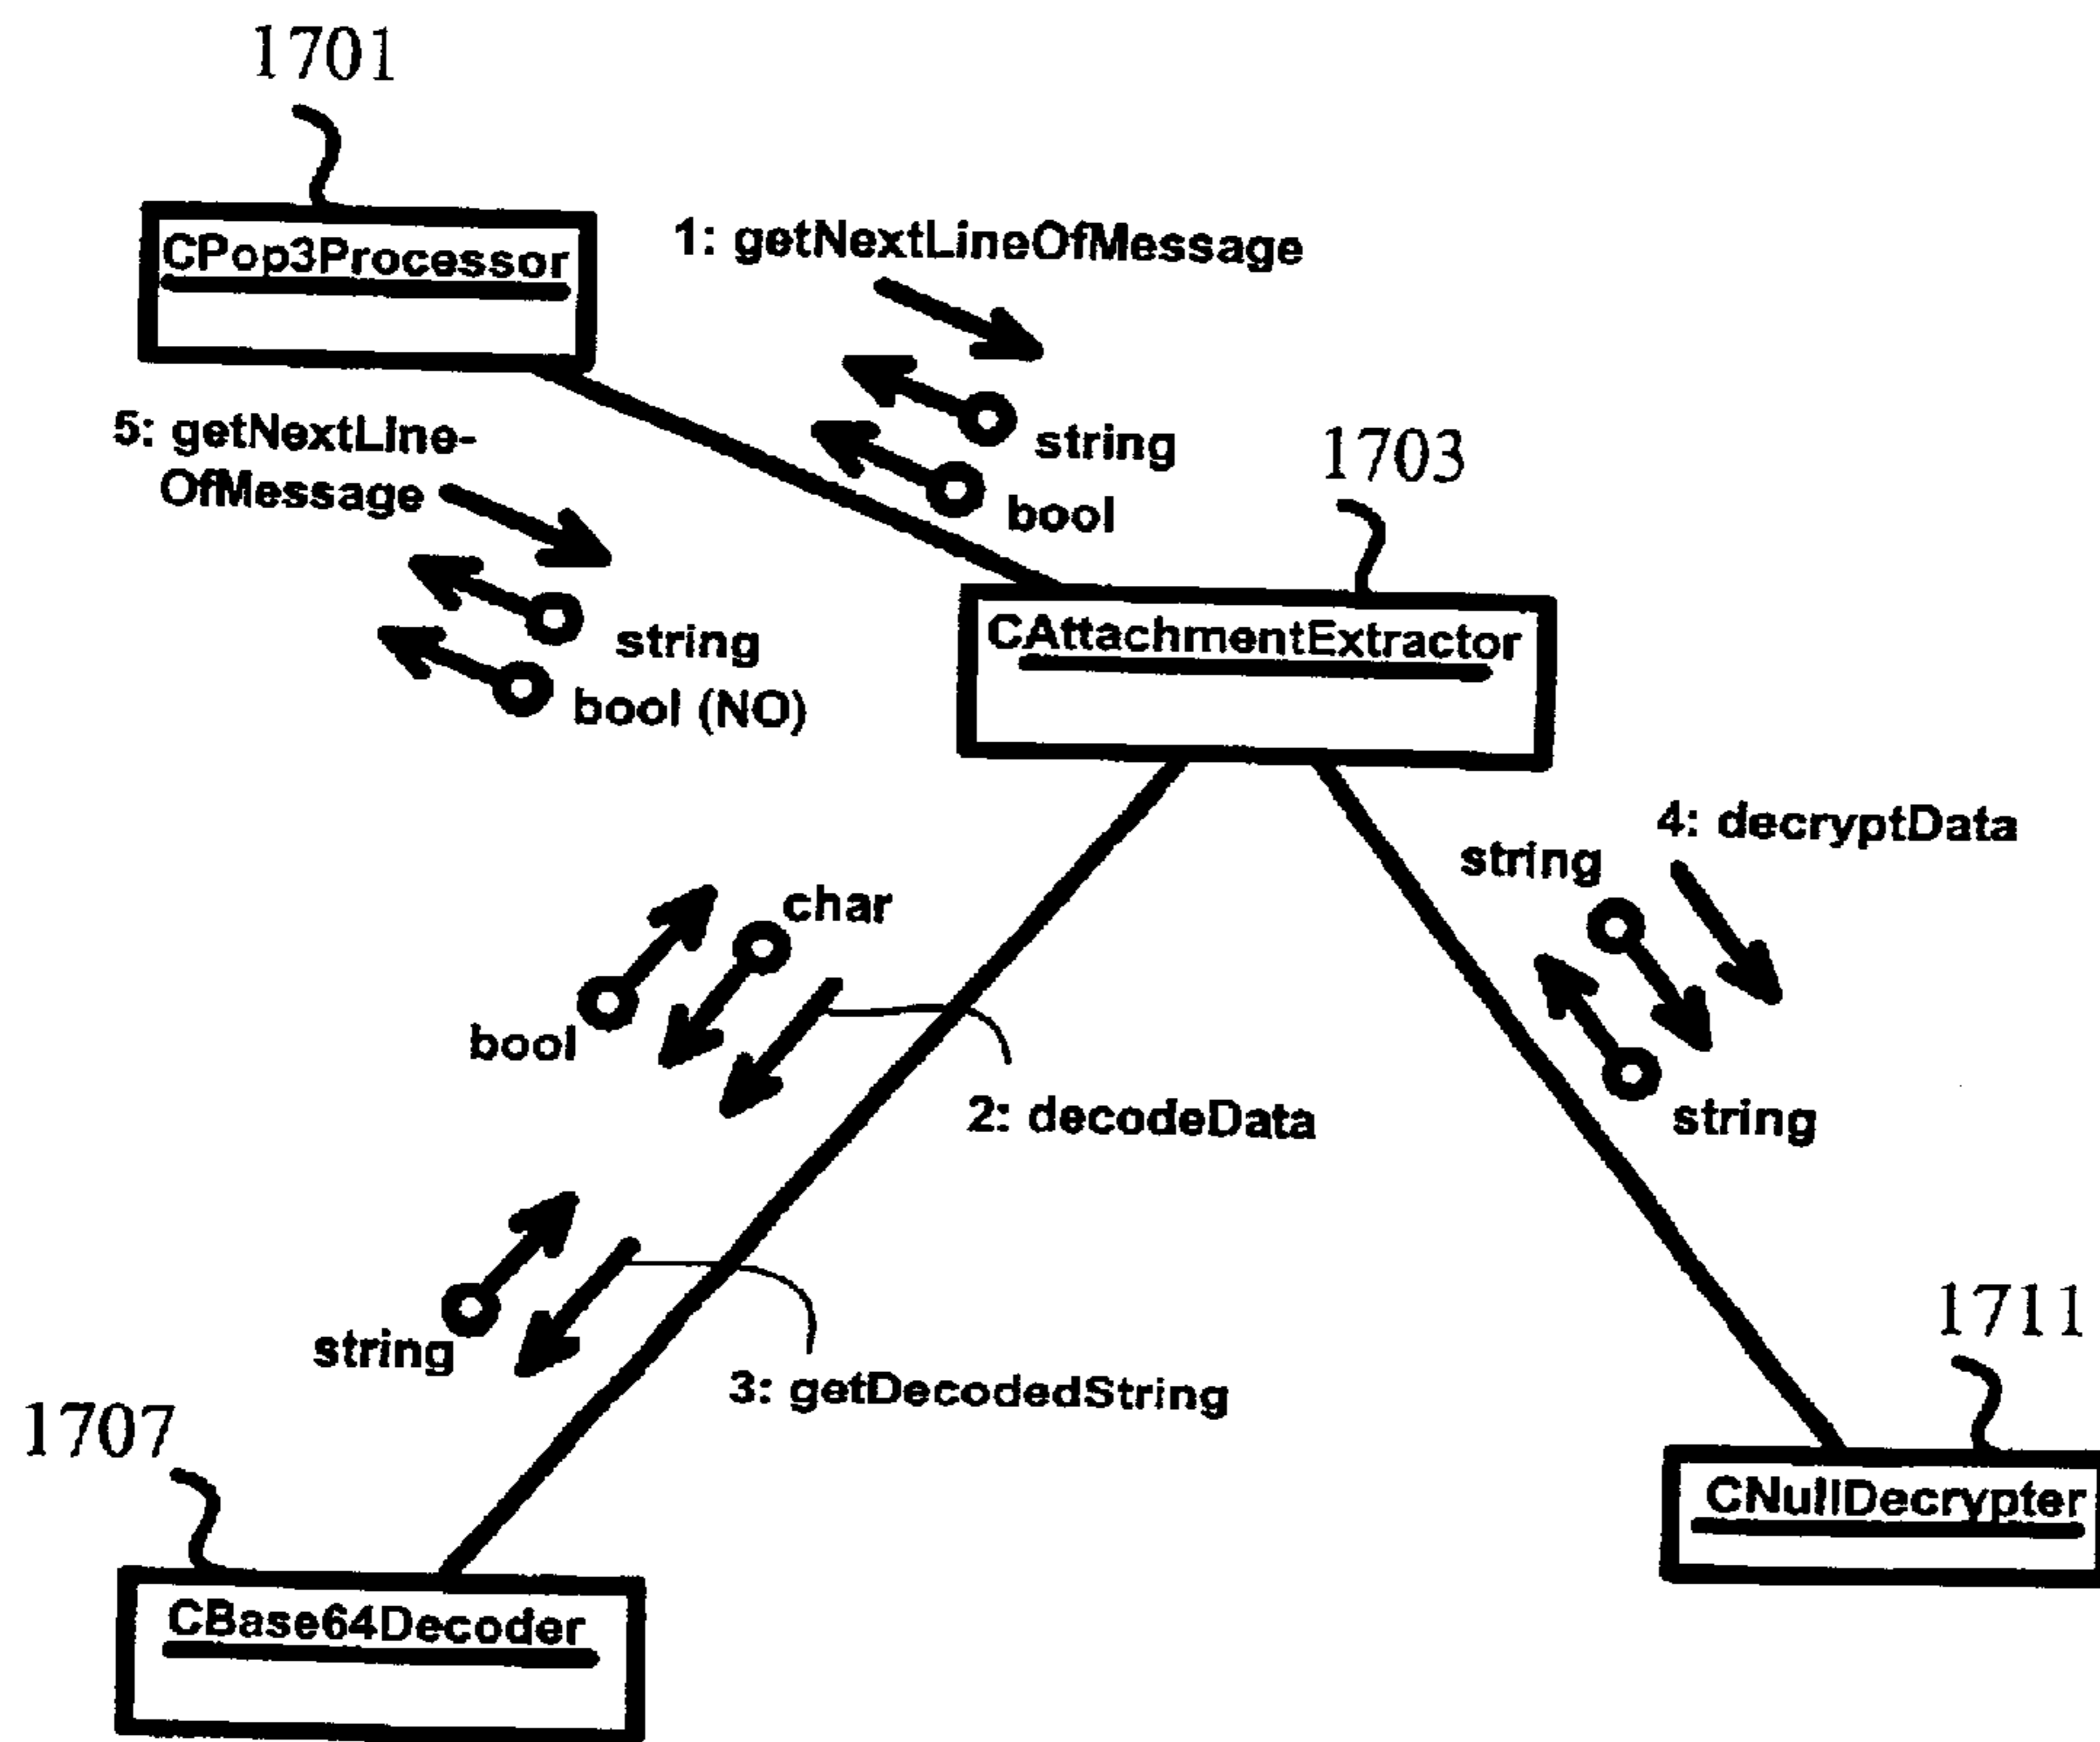 1701
CPop3Processor
1: getNextLineOfMessage
string
bool
5: getNextLine-
OfMessage
string
bool (NO)
1703
CAttachmentExtractor
4: decryptData
string
string
char
bool
2: decodeData
string
3: getDecodedString
1707
CBase64Decoder
1711
CNullDecrypter